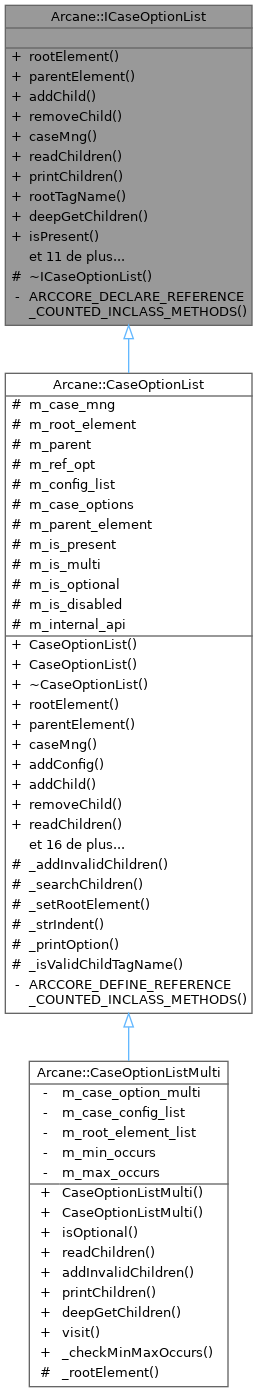 Arcane::ICaseOptionList
+ rootElement()
+ parentElement()
+ addChild()
+ removeChild()
+ caseMng()
+ readChildren()
+ printChildren()
+ rootTagName()
+ deepGetChildren()
+ isPresent()
et 11 de plus...
# ~ICaseOptionList()
- ARCCORE_DECLARE_REFERENCE
_COUNTED_INCLASS_METHODS()
Arcane::CaseOptionList
# m_case_mng
# m_root_element
# m_parent
# m_ref_opt
# m_config_list
# m_case_options
# m_parent_element
# m_is_present
# m_is_multi
# m_is_optional
# m_is_disabled
# m_internal_api
+ CaseOptionList()
+ CaseOptionList()
+ ~CaseOptionList()
+ rootElement()
+ parentElement()
+ caseMng()
+ addConfig()
+ addChild()
+ removeChild()
+ readChildren()
et 16 de plus...
# _addInvalidChildren()
# _searchChildren()
# _setRootElement()
# _strIndent()
# _printOption()
# _isValidChildTagName()
- ARCCORE_DEFINE_REFERENCE
_COUNTED_INCLASS_METHODS()
Arcane::CaseOptionListMulti
- m_case_option_multi
- m_case_config_list
- m_root_element_list
- m_min_occurs
- m_max_occurs
+ CaseOptionListMulti()
+ CaseOptionListMulti()
+ isOptional()
+ readChildren()
+ addInvalidChildren()
+ printChildren()
+ deepGetChildren()
+ visit()
+ _checkMinMaxOccurs()
# _rootElement()